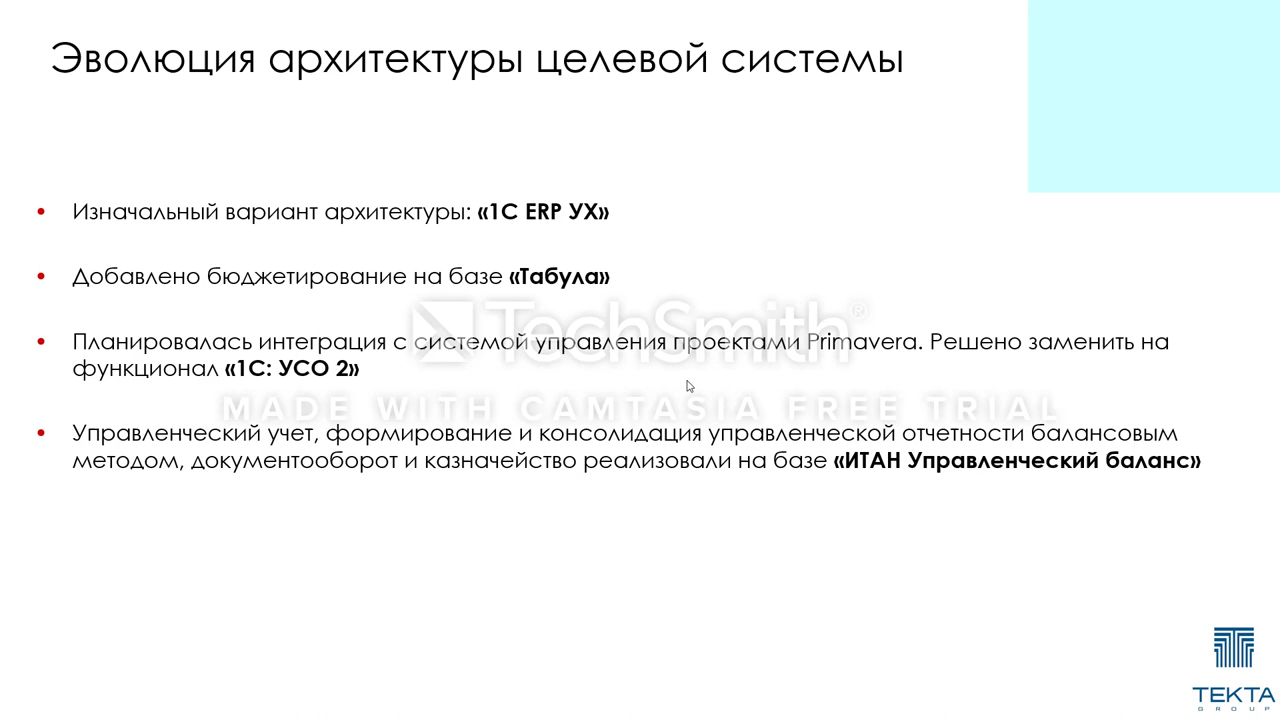 Эволюция архитектуры целевой системы
• Изначальный вариант архитектуры: «1С ERP УХ»
• Добавлено бюджетирование на базе «Табула»
TechSmith®
• Планировалась интеграция с системой управления проектами Primavera. Решено заменить на
функционал «1С: УСО 2»
MADE WITH CAMTASIA FREE TRIAL
• Управленческий учет, формирование и консолидация управленческой отчетности балансовым
методом, документооборот и казначейство реализовали на базе «ИТАН Управленческий баланс»
TEKTA
GROUP